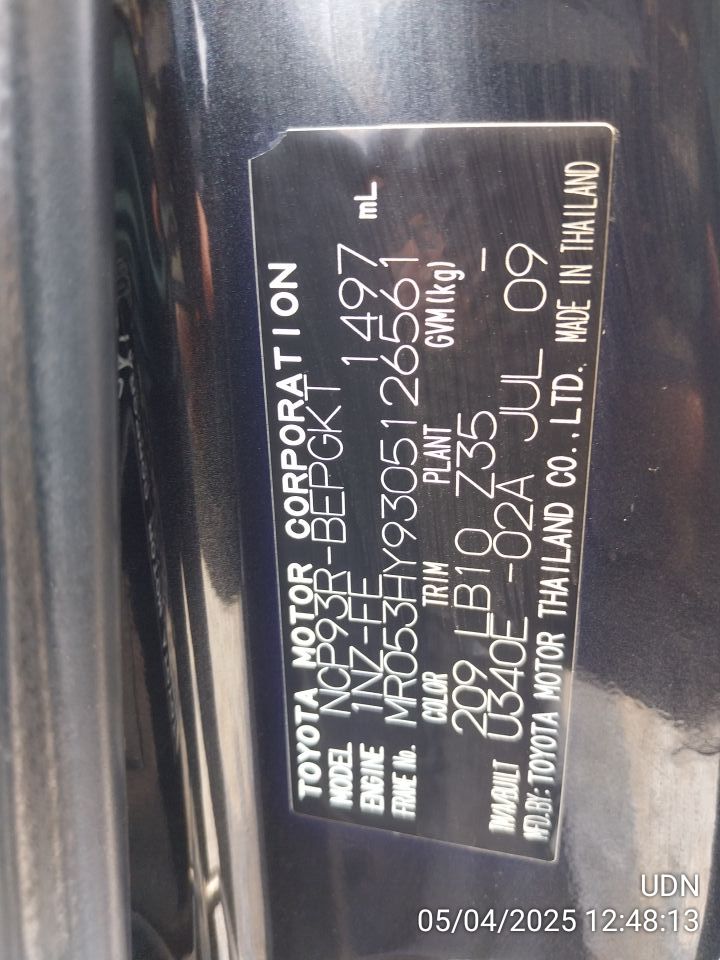 TOYOTA MOTOR CORPORATION
MODEL NCP93R-BEPGKT 1497 mL
ENGINE 1NZ-FE
FRAME No. MR053HY9305126561
COLOR TRIM PLANT GVM(kg)
209 LB10 Z35 -
TM/A/BUILT U340E -02A JUL 09
MFD.BY: TOYOTA MOTOR THAILAND CO.,LTD. MADE IN THAILAND
UDN
05/04/2025 12:48:13